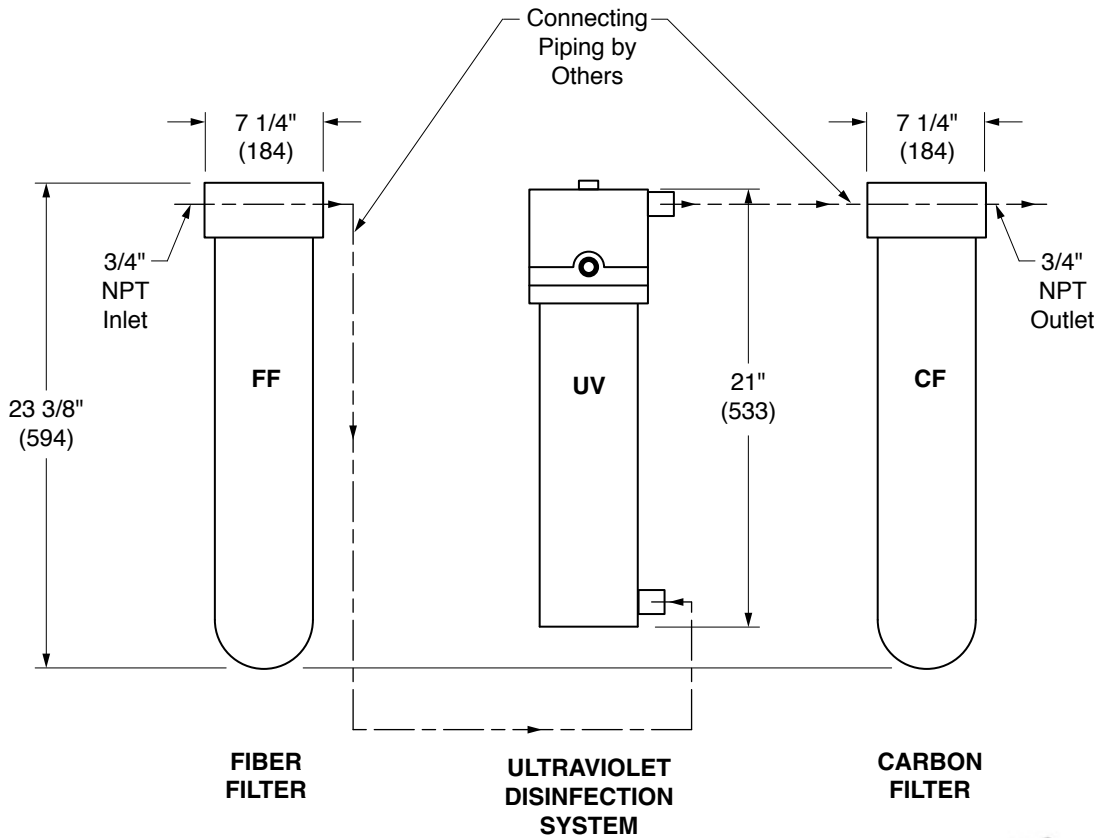 Connecting
Piping by
Others
7 1/4"
(184)
7 1/4"
(184)
3/4"
NPT
Inlet
3/4"
NPT
Outlet
FF
UV
CF
23 3/8"
(594)
21"
(533)
FIBER
FILTER
ULTRAVIOLET
DISINFECTION
SYSTEM
CARBON
FILTER